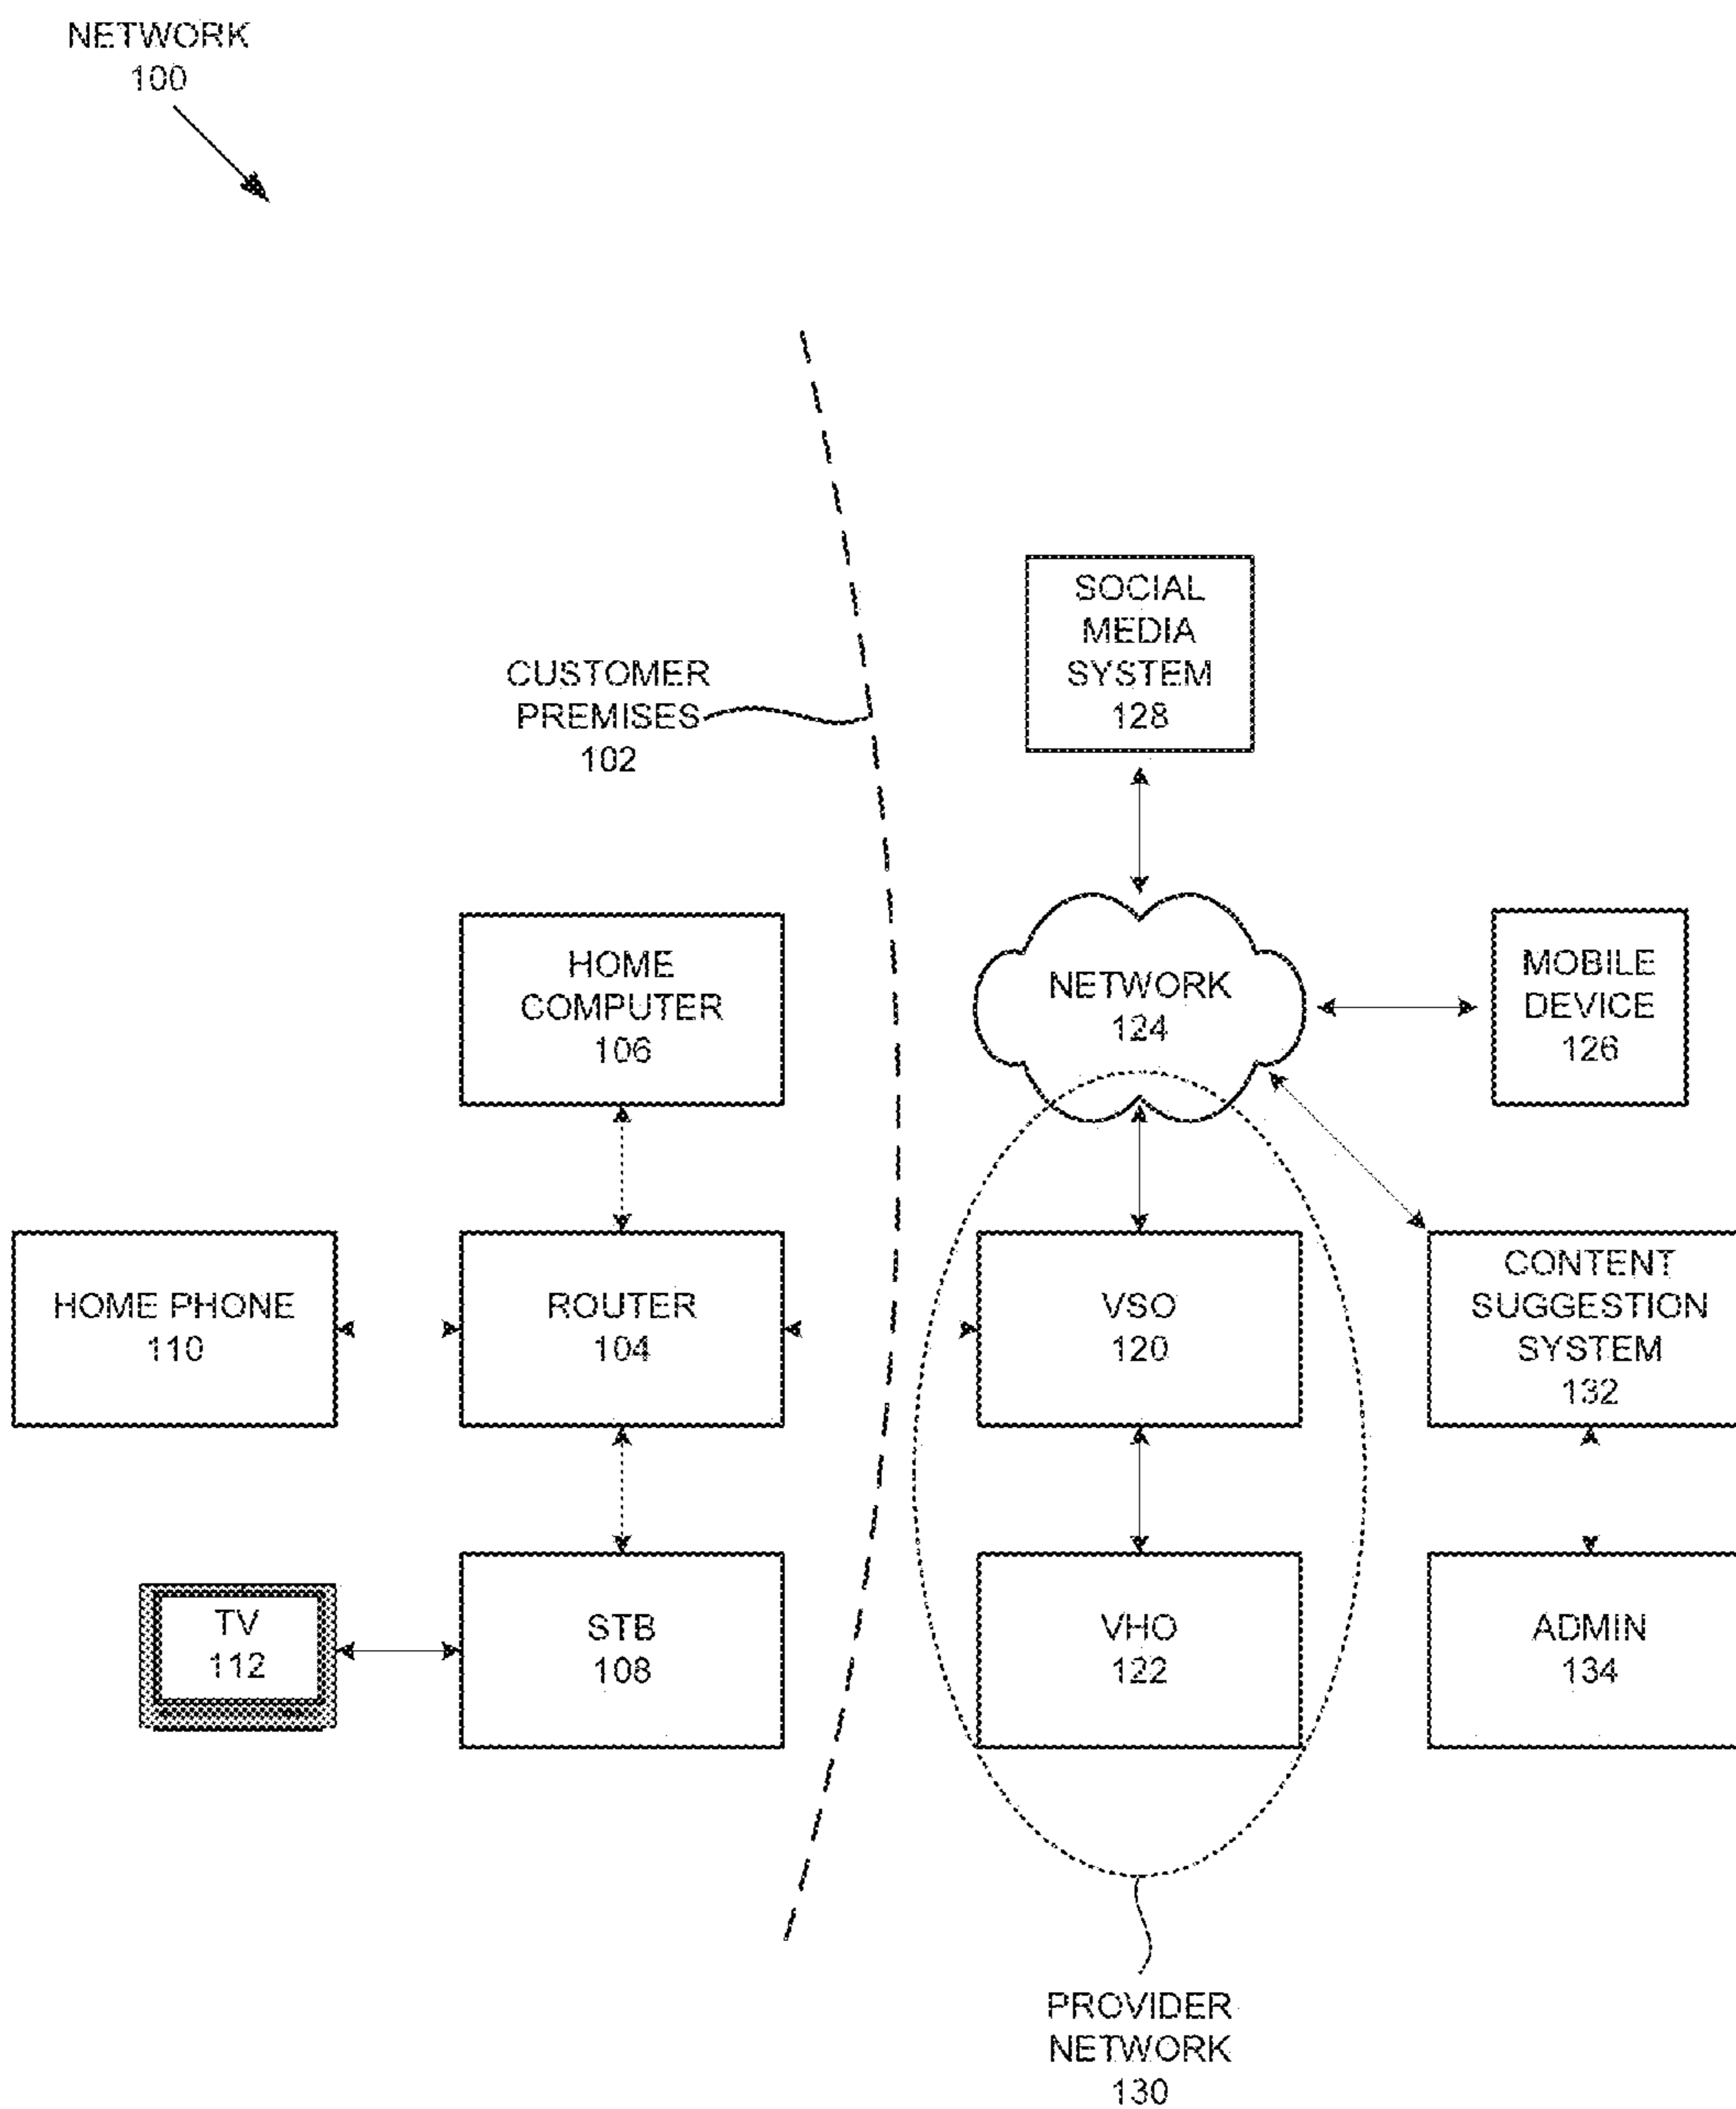 NETWORK
100
SOCIAL
MEDIA
SYSTEM
128
CUSTOMER
PREMISES
102
HOME
COMPUTER
106
NETWORK
124
MOBILE
DEVICE
126
HOME PHONE
110
ROUTER
104
VSO
120
CONTENT
SUGGESTION
SYSTEM
132
TV
112
STB
108
VHO
122
ADMIN
134
PROVIDER
NETWORK
130